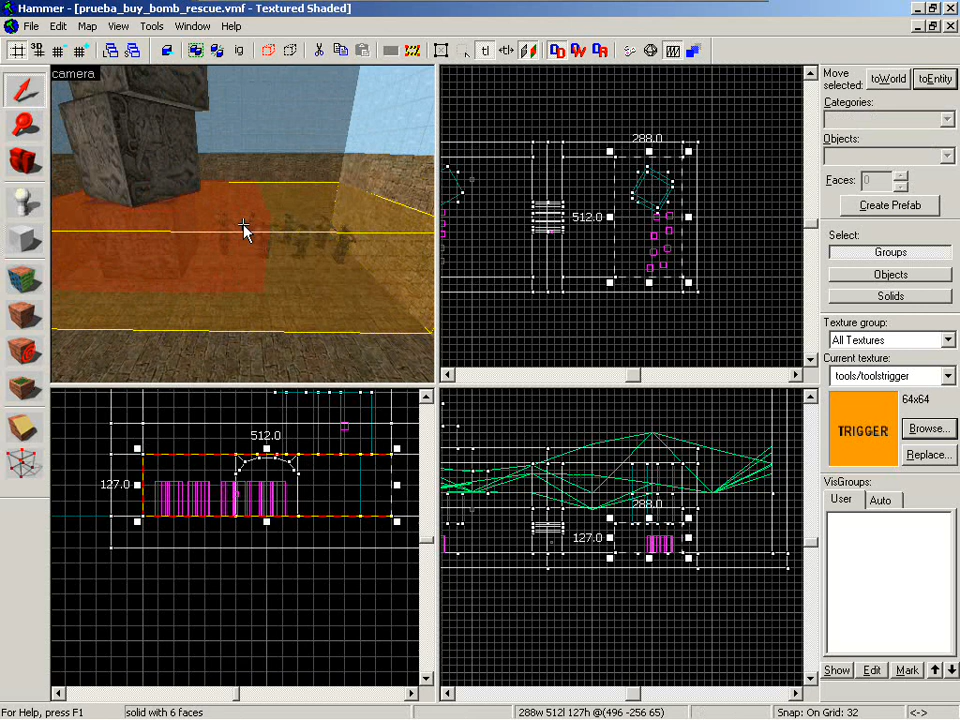 Hammer - [prueba_buy_bomb_rescue.vmf - Textured Shaded]
File Edit Map View Tools Window Help
camera
288.0
512.0
512.0
127.0
288.0
127.0
Move selected:
toWorld
toEntity
Categories:
Objects:
Faces:
0
Create Prefab
Select:
Groups
Objects
Solids
Texture group:
All Textures
Current texture:
tools/toolstrigger
64x64
TRIGGER
Browse...
Replace...
VisGroups:
User Auto
Show Edit Mark
For Help, press F1
solid with 6 faces
288w 512l 127h @(496 -256 65)
Snap: On Grid: 32
<->